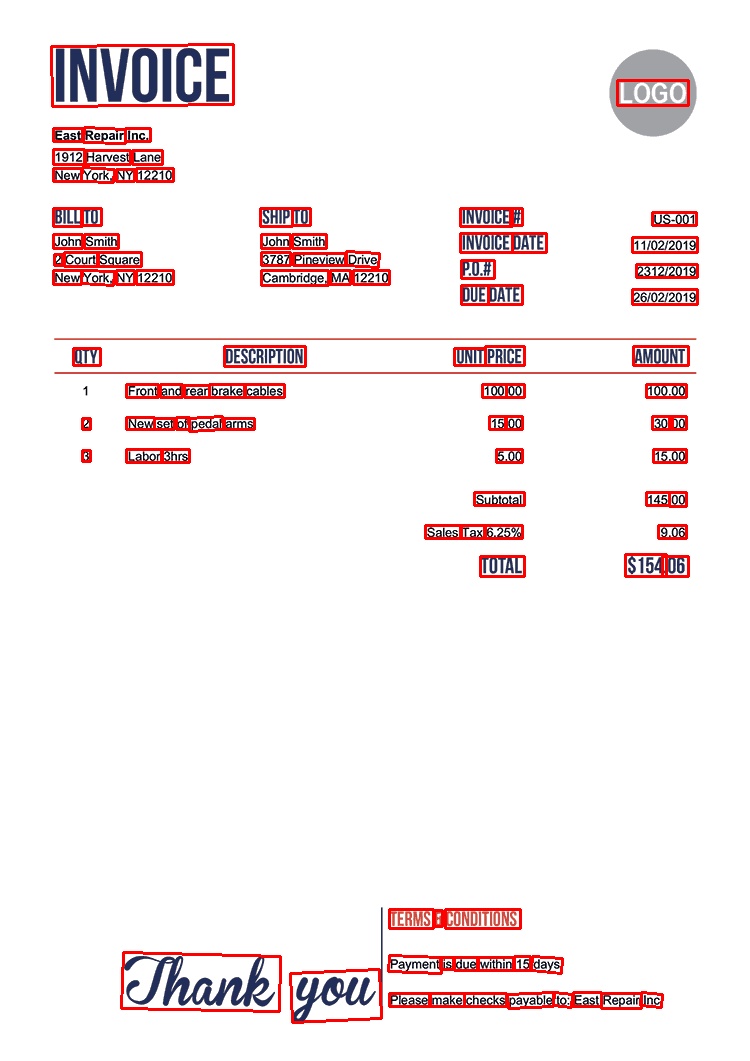 INVOICE
LOGO
East Repair Inc.
1912 Harvest Lane
New York, NY 12210
BILL TO SHIP TO INVOICE # US-001
John Smith John Smith INVOICE DATE 11/02/2019
2 Court Square 3787 Pineview Drive P.O.# 2312/2019
New York, NY 12210 Cambridge, MA 12210 DUE DATE 26/02/2019
QTY DESCRIPTION UNIT PRICE AMOUNT
1 Front and rear brake cables 100.00 100.00
2 New set of pedal arms 15.00 30.00
3 Labor 3hrs 5.00 15.00
Subtotal 145.00
Sales Tax 6.25% 9.06
TOTAL $154.06
TERMS & CONDITIONS
Payment is due within 15 days
Please make checks payable to: East Repair Inc.
Thank you